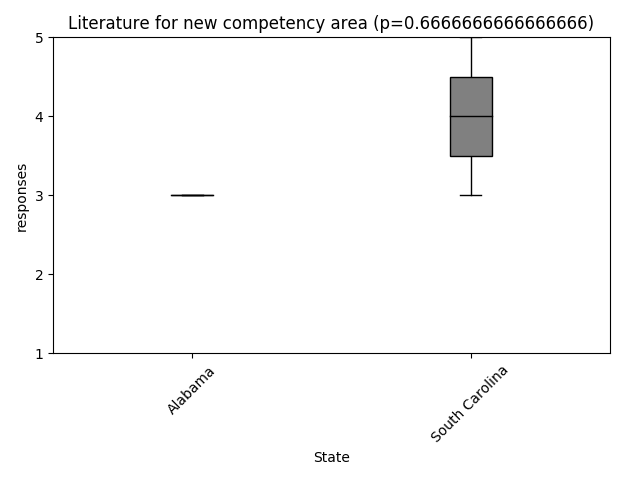 Literature for new competency area (p=0.6666666666666666)
5
4
3
2
1
responses
Alabama
South Carolina
State